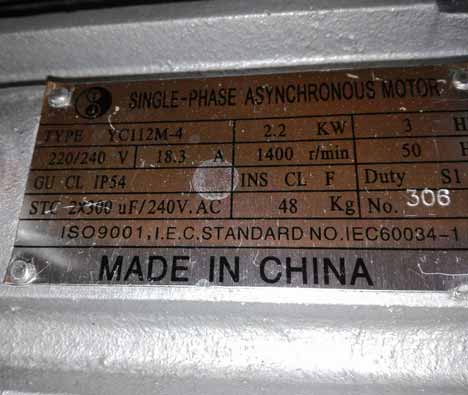 SINGLE-PHASE ASYNCHRONOUS MOTOR
TYPE YC112M-4 2.2 KW 3 H
220/240 V 18.3 A 1400 r/min 50 H
GU CL IP54 INS CL F Duty S1
STC 2X300 uF/240V.AC 48 Kg No. 306
ISO9001,I.E.C.STANDARD NO.IEC60034-1
MADE IN CHINA